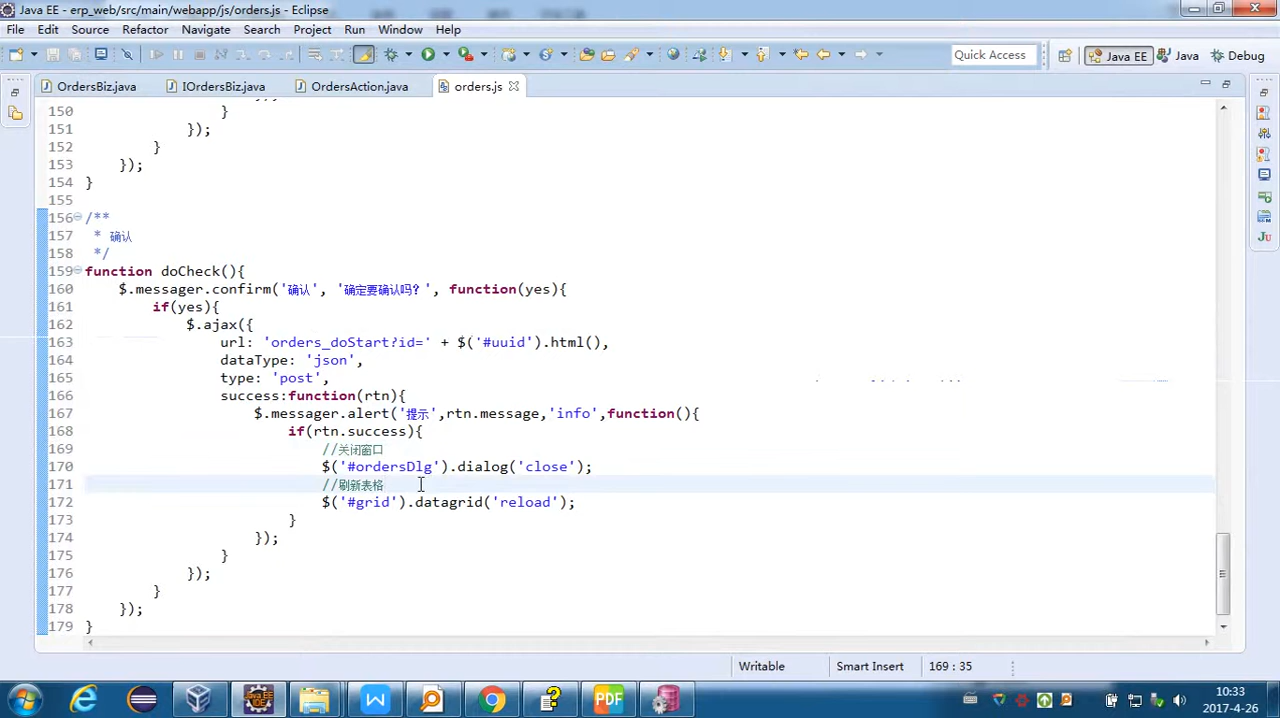 Java EE - erp_web/src/main/webapp/js/orders.js - Eclipse
File Edit Source Refactor Navigate Search Project Run Window Help
Quick Access Java EE Java Debug
OrdersBiz.java IOrdersBiz.java OrdersAction.java orders.js
150 }
151 });
152 }
153 });
154 }
155
156 /**
157 * 确认
158 */
159 function doCheck(){
160 $.messager.confirm('确认', '确定要确认吗?', function(yes){
161 if(yes){
162 $.ajax({
163 url: 'orders_doStart?id=' + $('#uuid').html(),
164 dataType: 'json',
165 type: 'post',
166 success:function(rtn){
167 $.messager.alert('提示',rtn.message,'info',function(){
168 if(rtn.success){
169 //关闭窗口
170 $('#ordersDlg').dialog('close');
171 //刷新表格
172 $('#grid').datagrid('reload');
173 }
174 });
175 }
176 });
177 }
178 });
179 }
Writable Smart Insert 169 : 35
10:33
2017-4-26